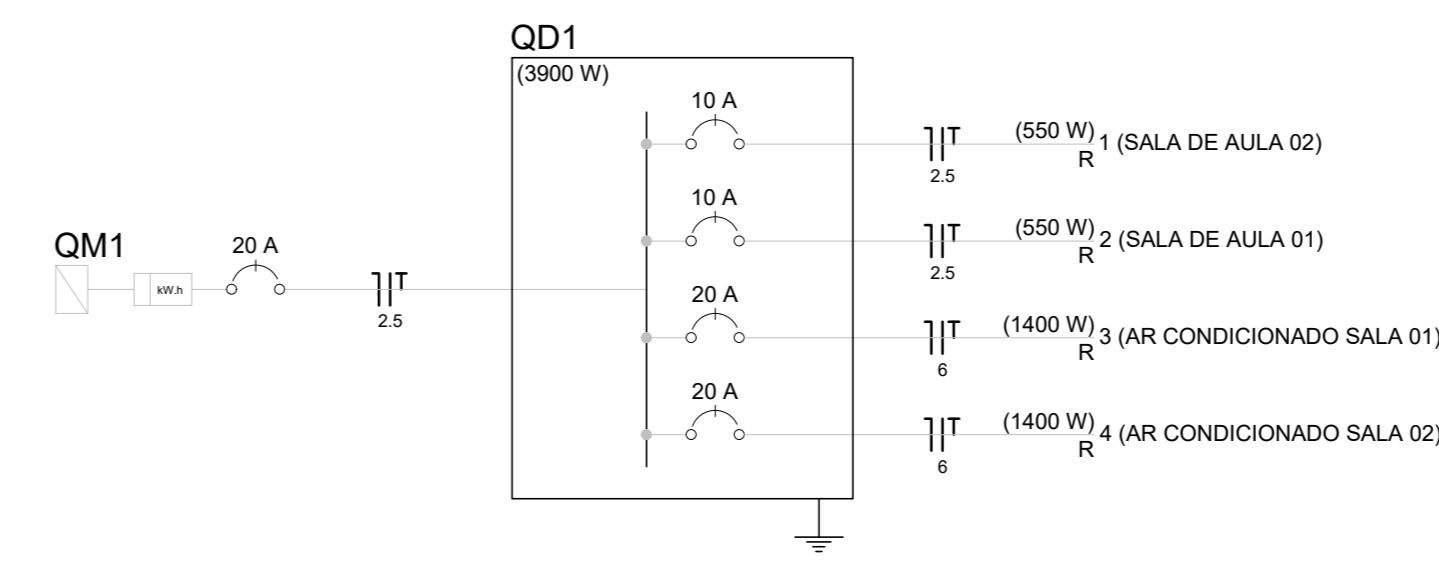 QD1
(3900 W)
10 A
(550 W) 1 (SALA DE AULA 02)
R
2.5
10 A
(550 W) 2 (SALA DE AULA 01)
R
2.5
QM1
20 A
kW.h
2.5
20 A
(1400 W) 3 (AR CONDICIONADO SALA 01)
R
6
20 A
(1400 W) 4 (AR CONDICIONADO SALA 02)
R
6